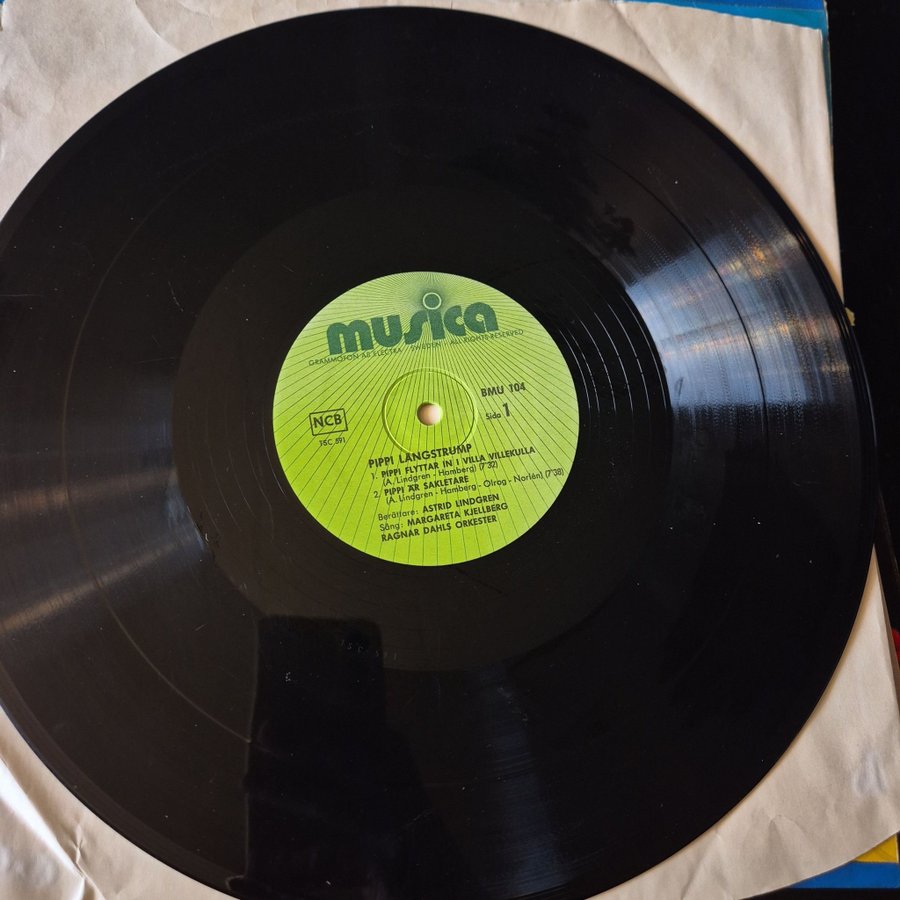 musica
GRAMMOFON AB ELECTRA · SWEDEN · ALL RIGHTS RESERVED
BMU 104
Sida 1
NCB
15C 591
PIPPI LÅNGSTRUMP
1. PIPPI FLYTTAR IN I VILLA VILLEKULLA
(A. Lindgren - Hamberg) (7'32)
2. PIPPI ÄR SAKLETARE
(A. Lindgren - Hamberg - Olrog - Norlén) (7'38)
Berättare: ASTRID LINDGREN
Sång: MARGARETA KJELLBERG
RAGNAR DAHLS ORKESTER